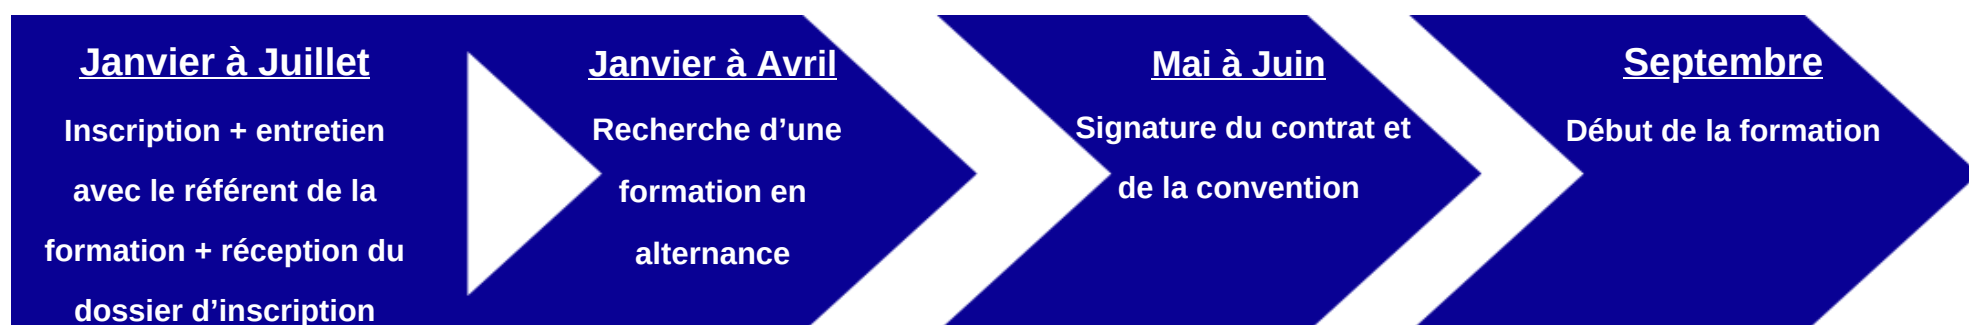 Janvier à Juillet
Inscription + entretien
avec le référent de la
formation + réception du
dossier d’inscription
Janvier à Avril
Recherche d’une
formation en
alternance
Mai à Juin
Signature du contrat et
de la convention
Septembre
Début de la formation